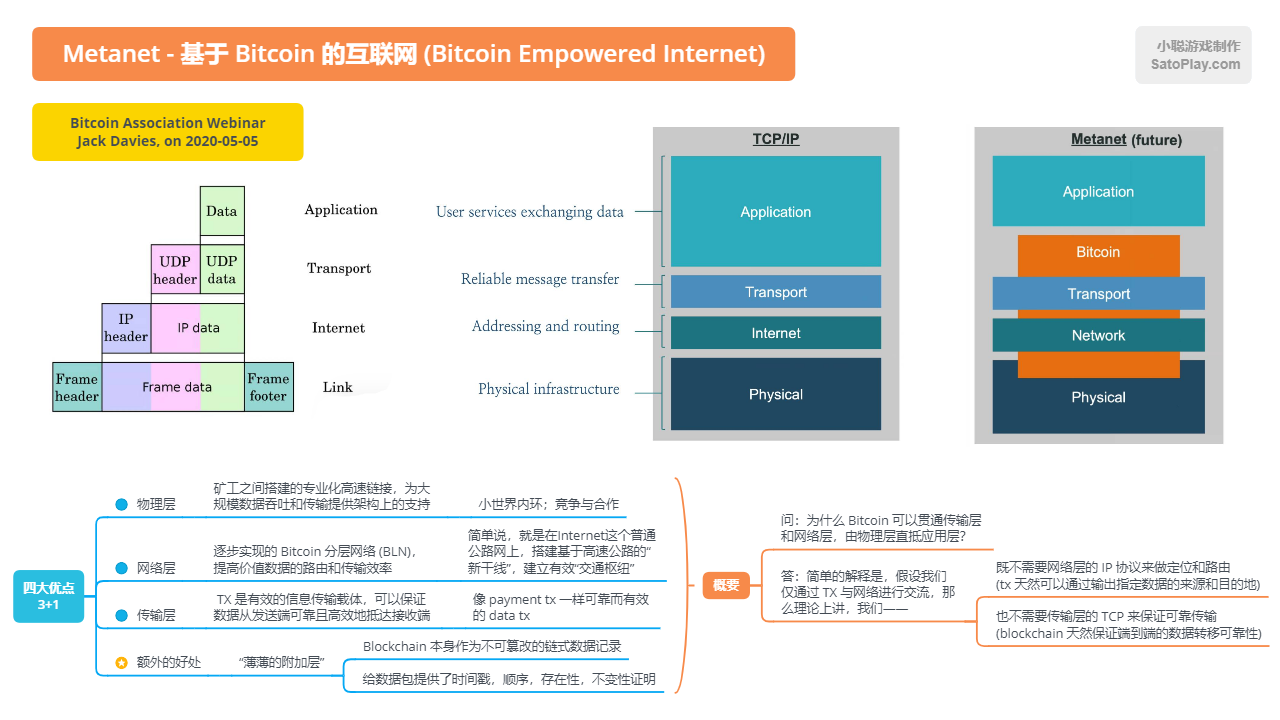 Metanet - 基于 Bitcoin 的互联网 (Bitcoin Empowered Internet)
小聪游戏制作
SatoPlay.com
Bitcoin Association Webinar
Jack Davies, on 2020-05-05
Data
Application
UDP
header
UDP
data
Transport
IP
header
IP data
Internet
Frame
header
Frame data
Frame
footer
Link
TCP/IP
User services exchanging data
Application
Reliable message transfer
Transport
Addressing and routing
Internet
Physical infrastructure
Physical
Metanet (future)
Application
Bitcoin
Transport
Network
Physical
四大优点
3+1
物理层
矿工之间搭建的专业化高速链接，为大
规模数据吞吐和传输提供架构上的支持
小世界内环；竞争与合作
网络层
逐步实现的 Bitcoin 分层网络 (BLN)，
提高价值数据的路由和传输效率
简单说，就是在Internet这个普通
公路网上，搭建基于高速公路的“
新干线”，建立有效“交通枢纽”
传输层
TX 是有效的信息传输载体，可以保证
数据从发送端可靠且高效地抵达接收端
像 payment tx 一样可靠而有效
的 data tx
额外的好处
“薄薄的附加层”
Blockchain 本身作为不可篡改的链式数据记录
给数据包提供了时间戳，顺序，存在性，不变性证明
概要
问：为什么 Bitcoin 可以贯通传输层
和网络层，由物理层直抵应用层？
答：简单的解释是，假设我们
仅通过 TX 与网络进行交流，那
么理论上讲，我们——
既不需要网络层的 IP 协议来做定位和路由
(tx 天然可以通过输出指定数据的来源和目的地)
也不需要传输层的 TCP 来保证可靠传输
(blockchain 天然保证端到端的数据转移可靠性)